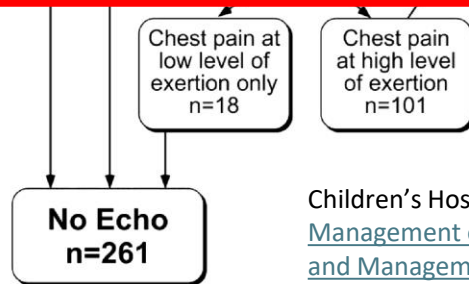 Chest pain at
low level of
exertion only
n=18
Chest pain
at high level
of exertion
n=101
No Echo
n=261
Children's Hos
Management
and Managem